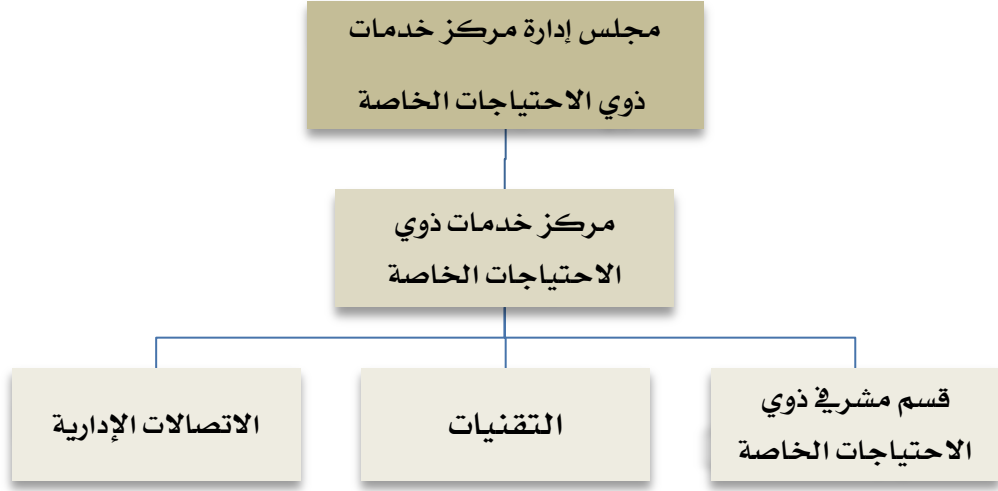 مجلس إدارة مركز خدمات
ذوي الاحتياجات الخاصة
مركز خدمات ذوي
الاحتياجات الخاصة
قسم مشرفي ذوي
الاحتياجات الخاصة
التقنيات
الاتصالات الإدارية